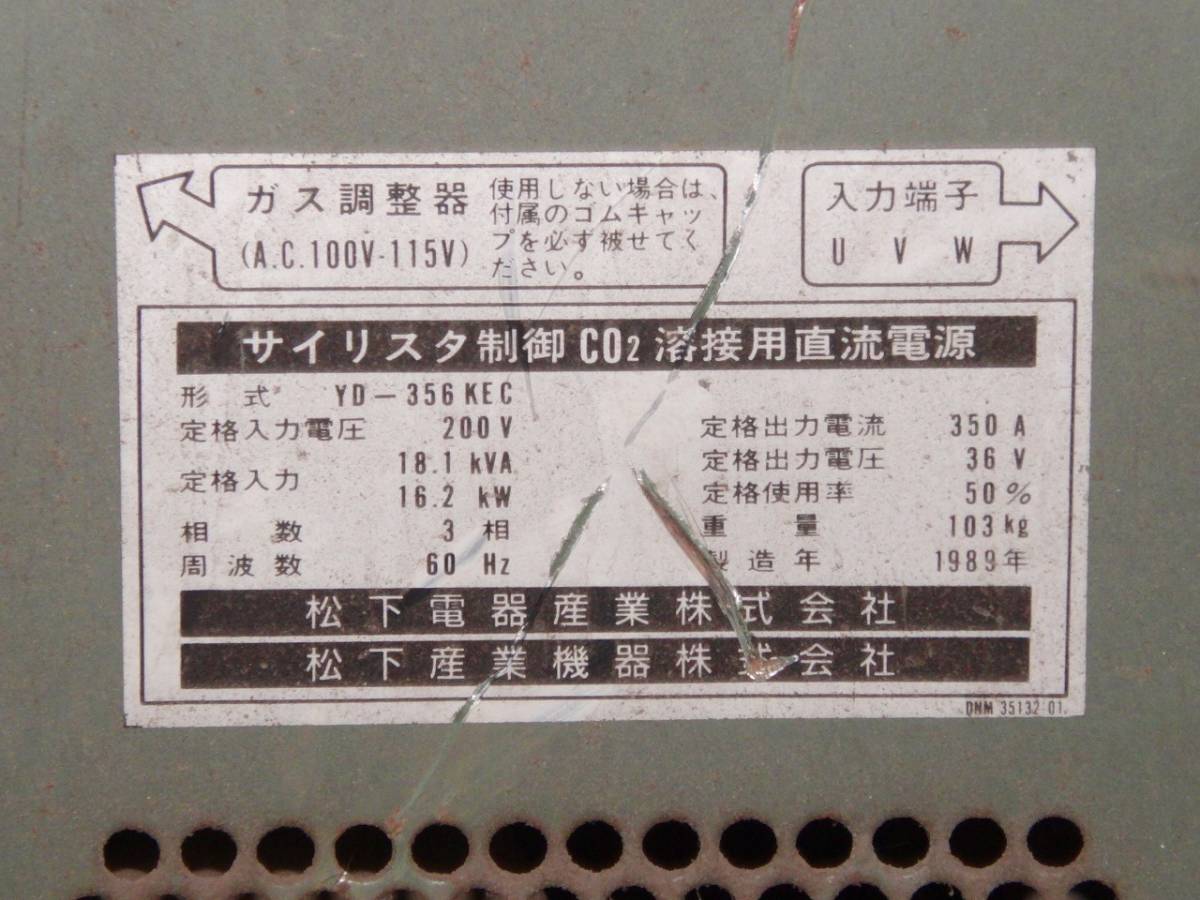 ガス調整器
(A.C.100V-115V)
使用しない場合は、
付属のゴムキャッ
プを必ず被せてく
ださい。
入力端子
U V W
サイリスタ制御CO2溶接用直流電源
形式 YD-356KEC
定格入力電圧 200V
定格入力 18.1 kVA
16.2 kW
相数 3相
周波数 60 Hz
定格出力電流 350 A
定格出力電圧 36 V
定格使用率 50%
重量 103kg
製造年 1989年
松下電器産業株式会社
松下産業機器株式会社
DNM 35132 01